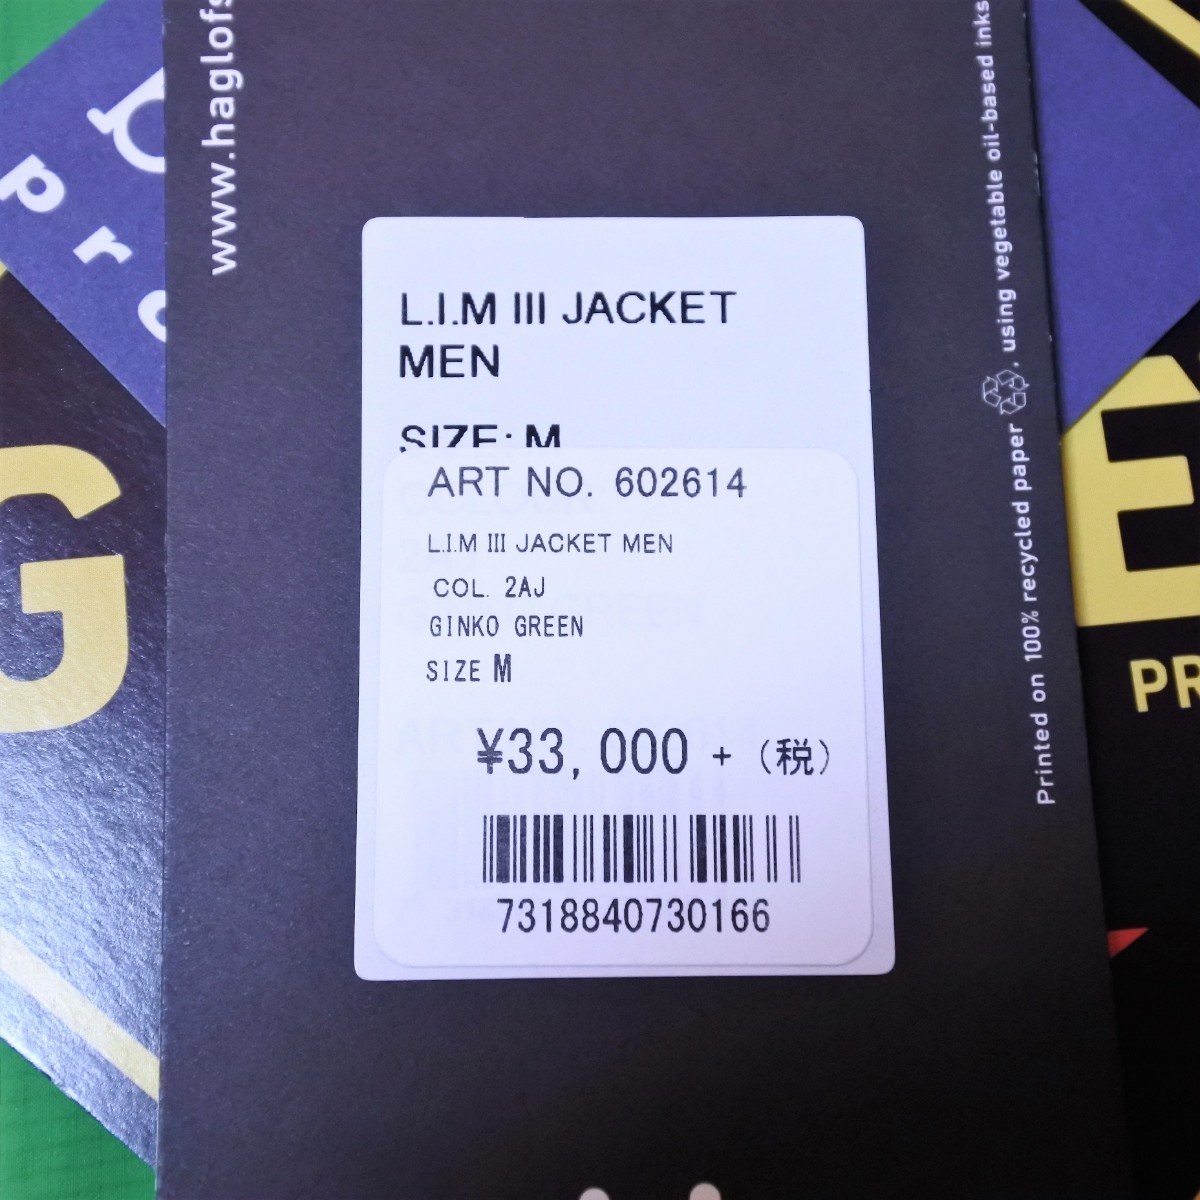 www.haglofs
Printed on 100% recycled paper ♲, using vegetable oil-based inks
L.I.M III JACKET
MEN
SIZE: M
ART NO. 602614
L.I.M III JACKET MEN
COL. 2AJ
GINKO GREEN
SIZE M
¥33,000 + (税)
7318840730166
pro
G
E
PR